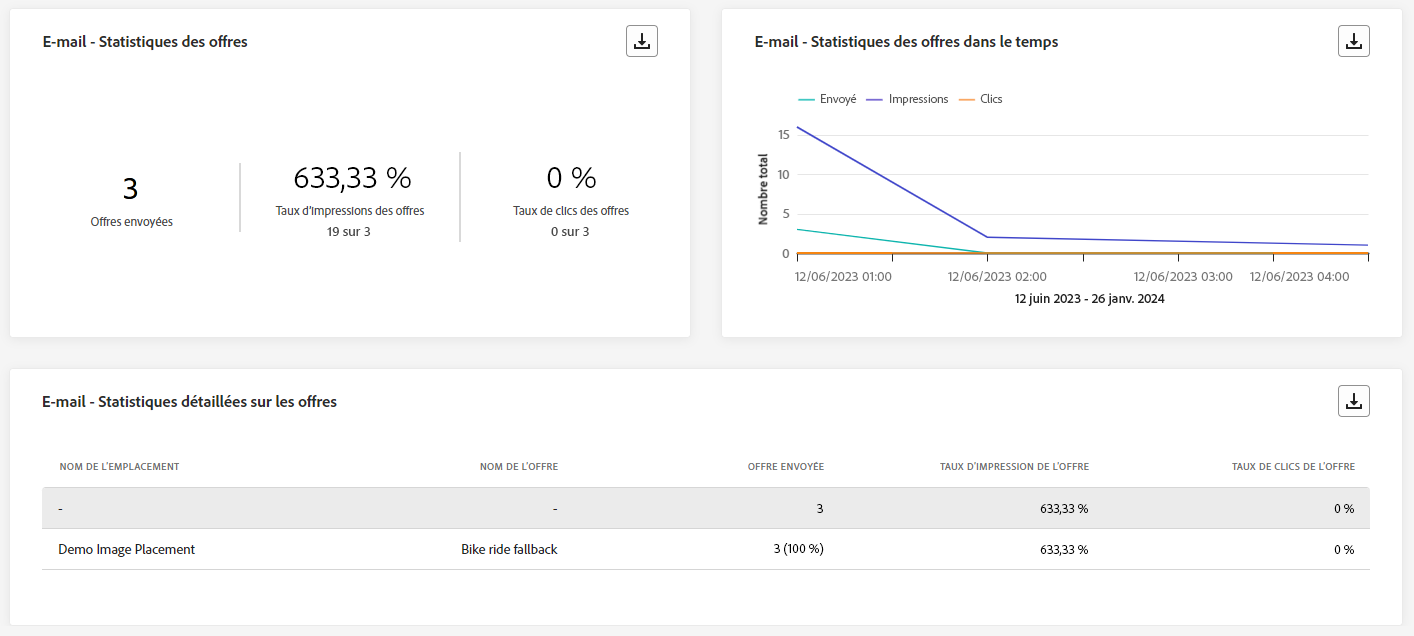 E-mail - Statistiques des offres
3
Offres envoyées
633,33 %
Taux d'impressions des offres
19 sur 3
0 %
Taux de clics des offres
0 sur 3
E-mail - Statistiques des offres dans le temps
Envoyé Impressions Clics
Nombre total
15
10
5
0
12/06/2023 01:00 12/06/2023 02:00 12/06/2023 03:00 12/06/2023 04:00
12 juin 2023 - 26 janv. 2024
E-mail - Statistiques détaillées sur les offres
NOM DE L'EMPLACEMENT NOM DE L'OFFRE OFFRE ENVOYÉE TAUX D'IMPRESSION DE L'OFFRE TAUX DE CLICS DE L'OFFRE
- - 3 633,33 % 0 %
Demo Image Placement Bike ride fallback 3 (100 %) 633,33 % 0 %